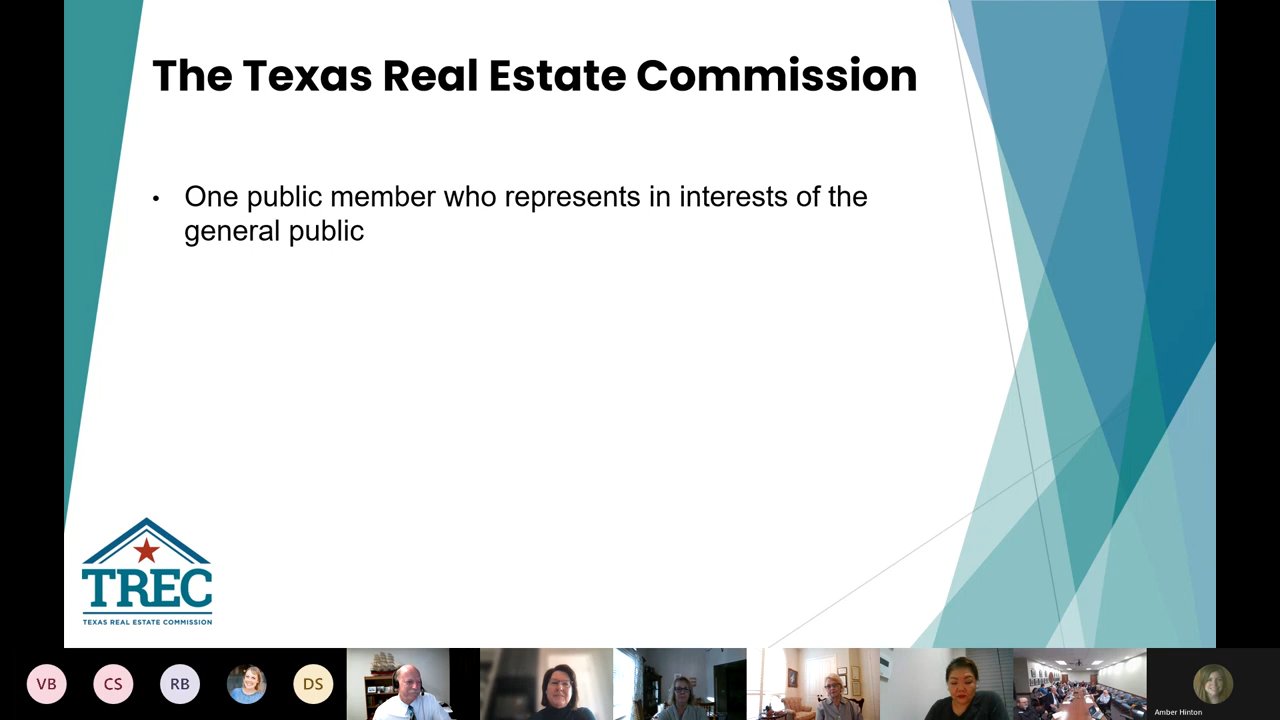 The Texas Real Estate Commission
• One public member who represents in interests of the
general public
TREC
TEXAS REAL ESTATE COMMISSION
VB
CS
RB
DS
Amber Hinton